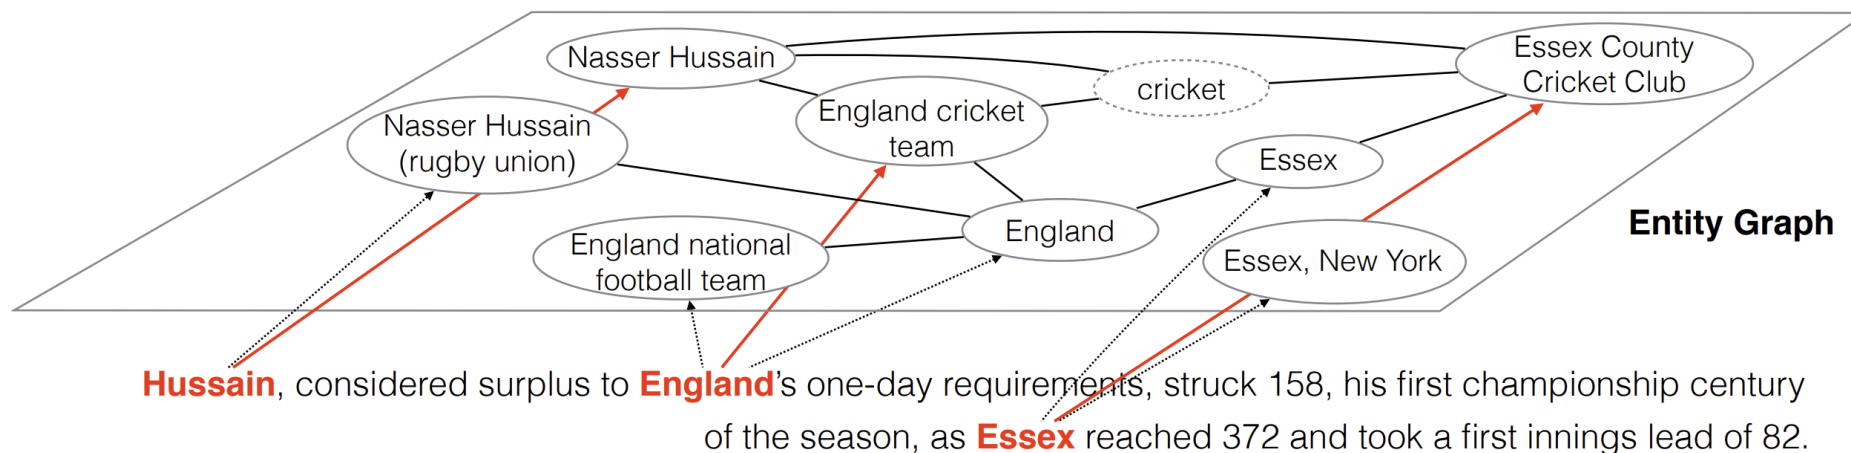 Nasser Hussain
Essex County
Cricket Club
cricket
England cricket
team
Nasser Hussain
(rugby union)
Essex
England
England national
football team
Essex, New York
Entity Graph
Hussain, considered surplus to England's one-day requirements, struck 158, his first championship century
of the season, as Essex reached 372 and took a first innings lead of 82.